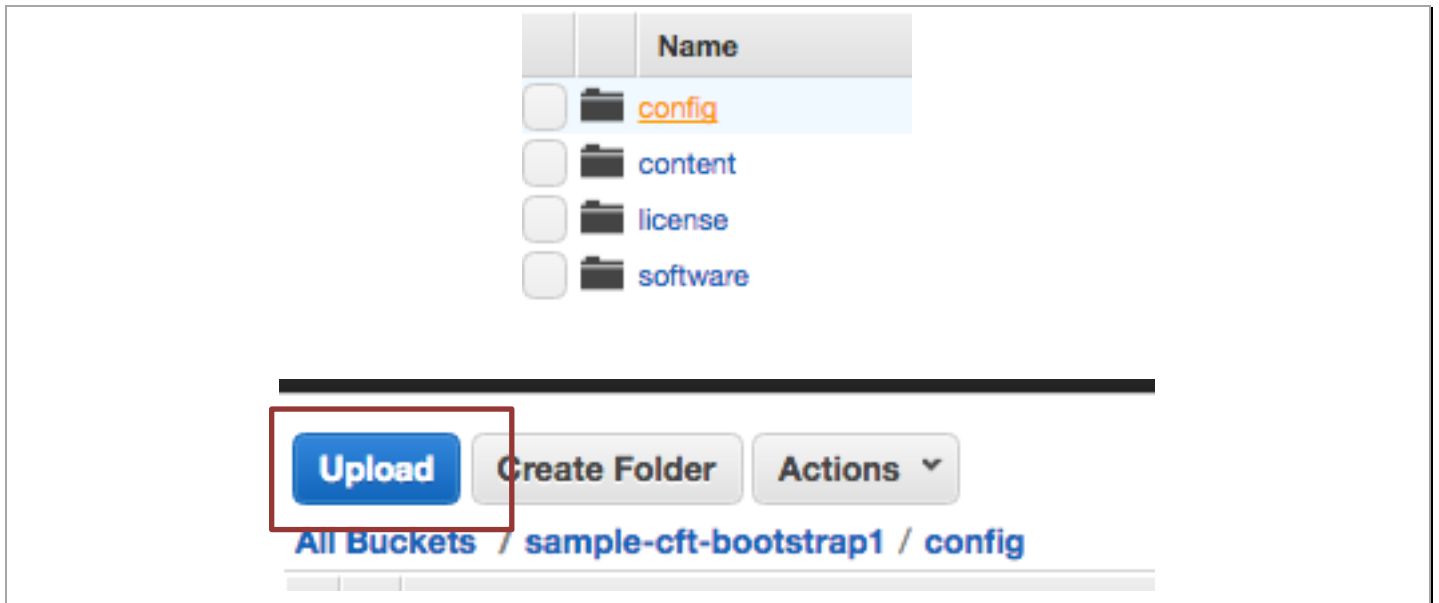 Name
config
content
license
software
Upload Create Folder Actions
All Buckets / sample-cft-bootstrap1 / config